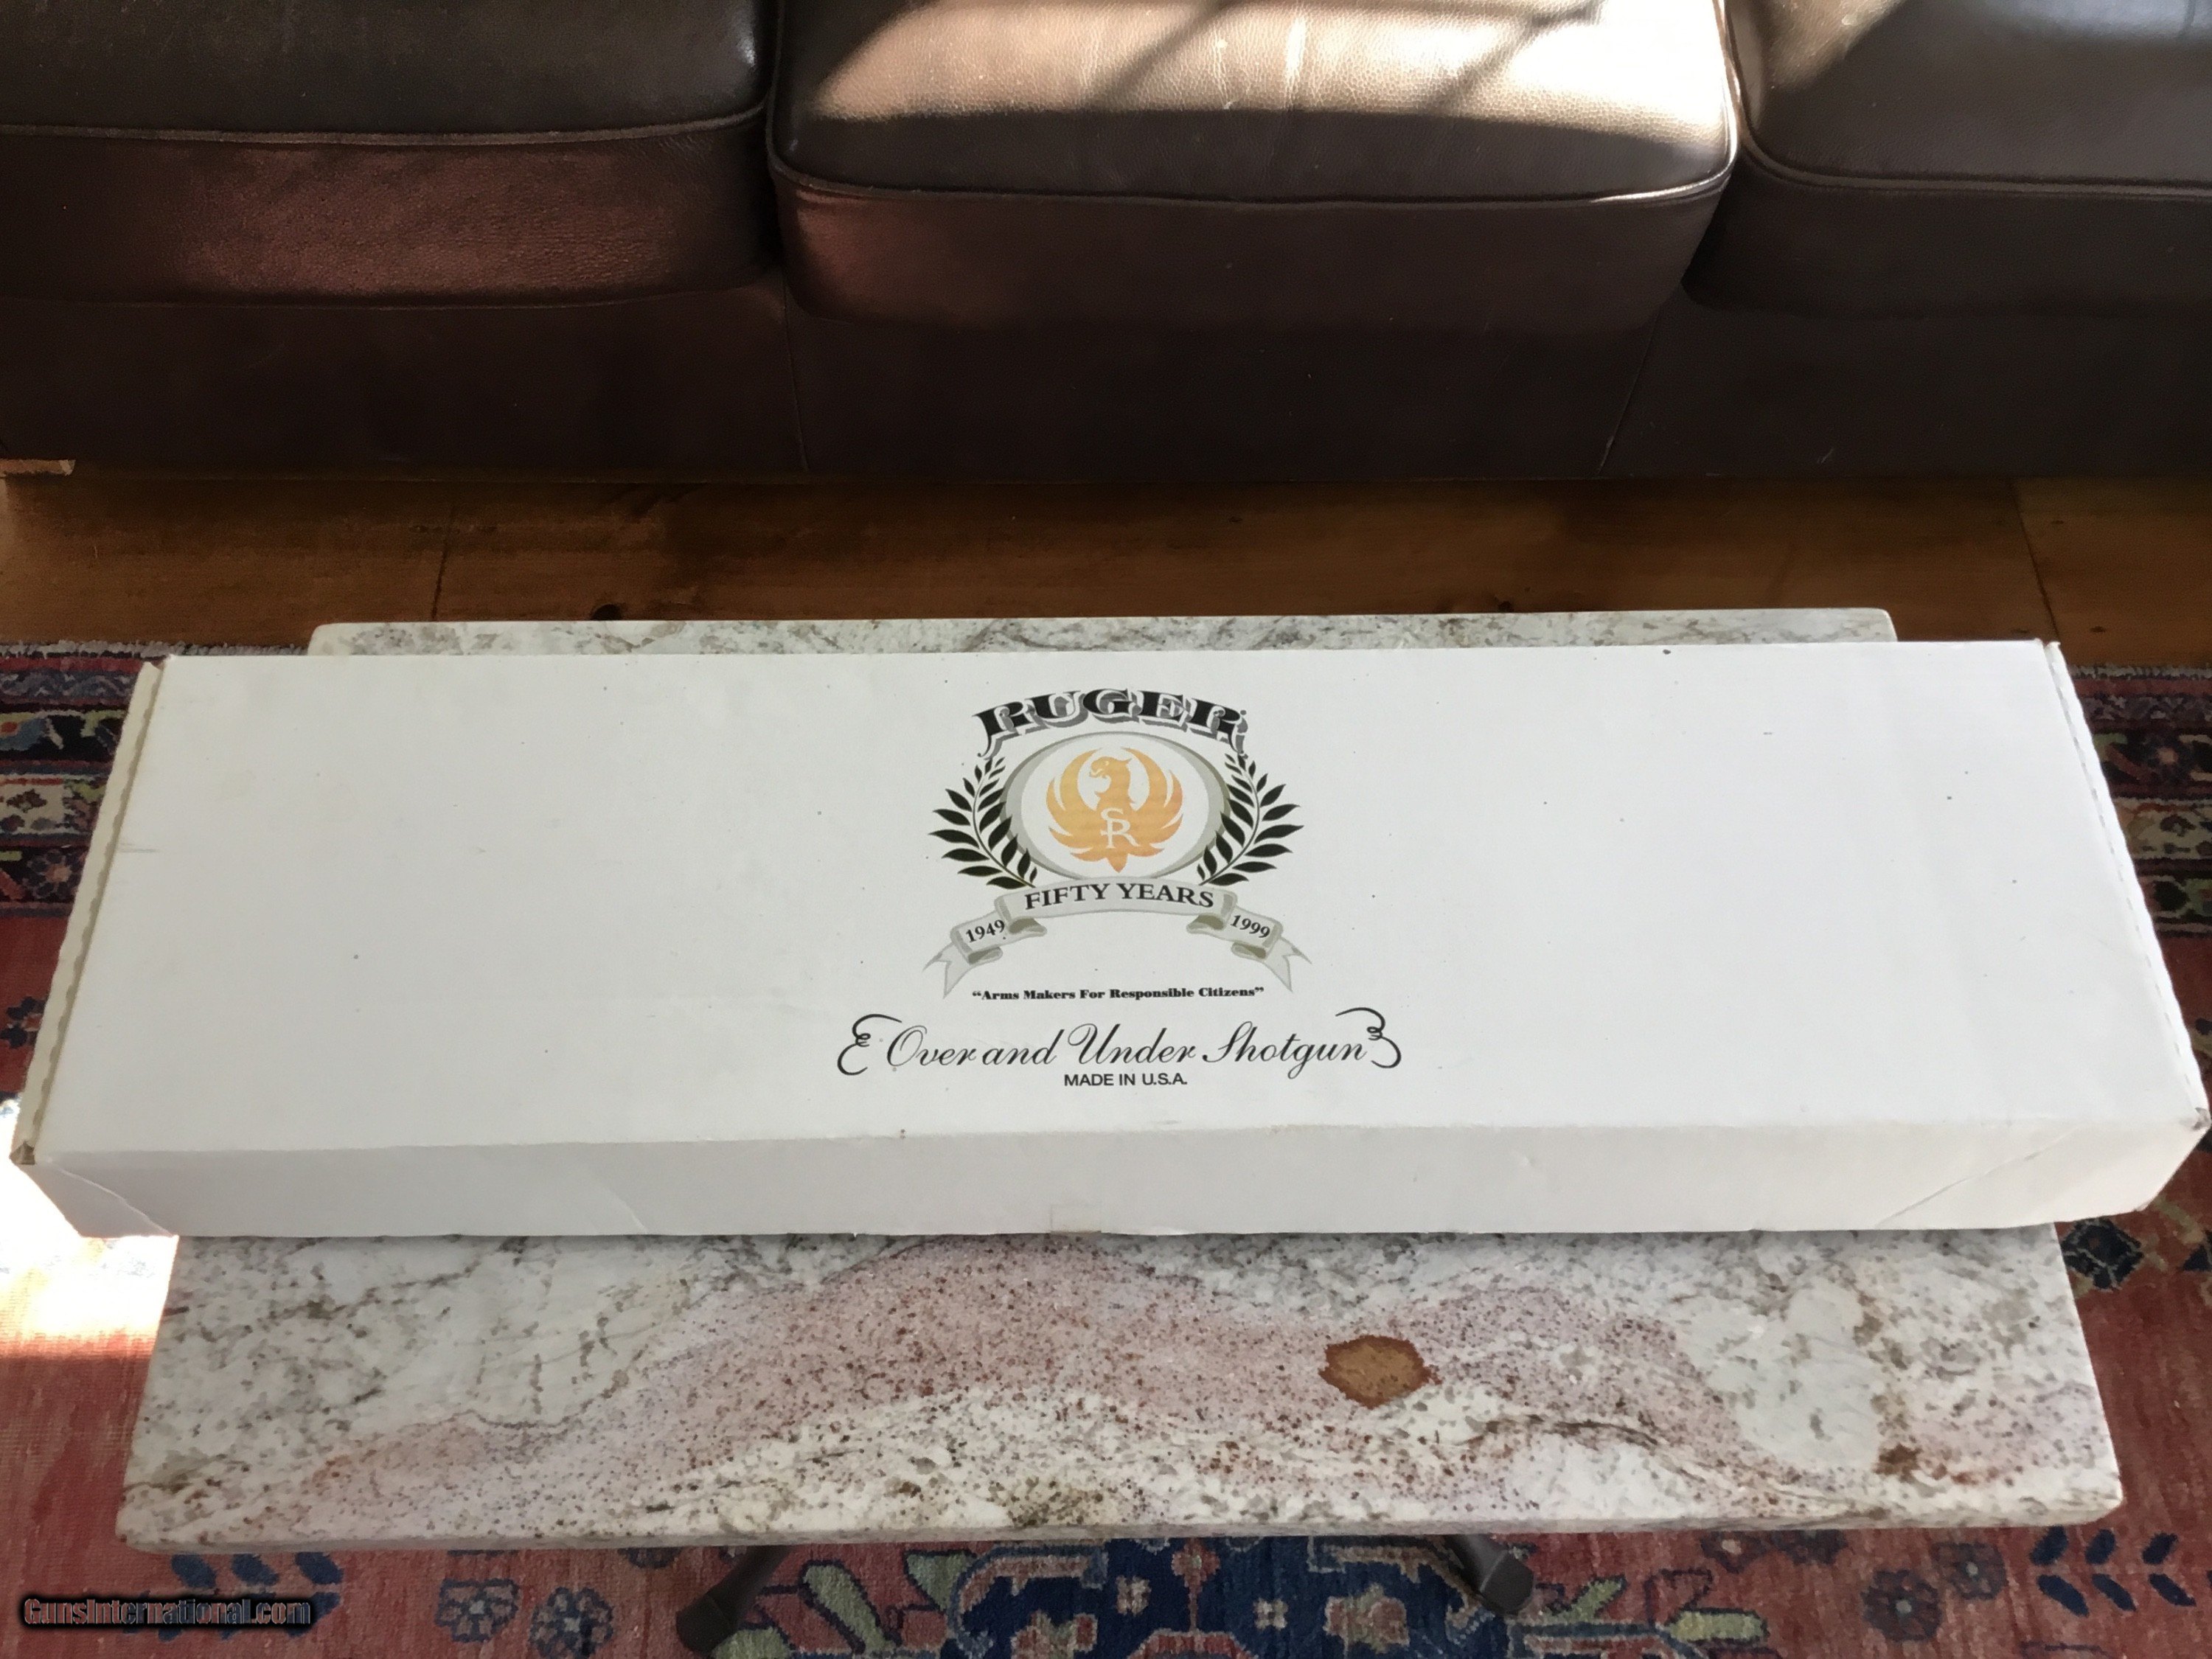 RUGER
SR
FIFTY YEARS
1949 1999
“Arms Makers For Responsible Citizens”
Over and Under Shotgun
MADE IN U.S.A.
GunsInternational.com